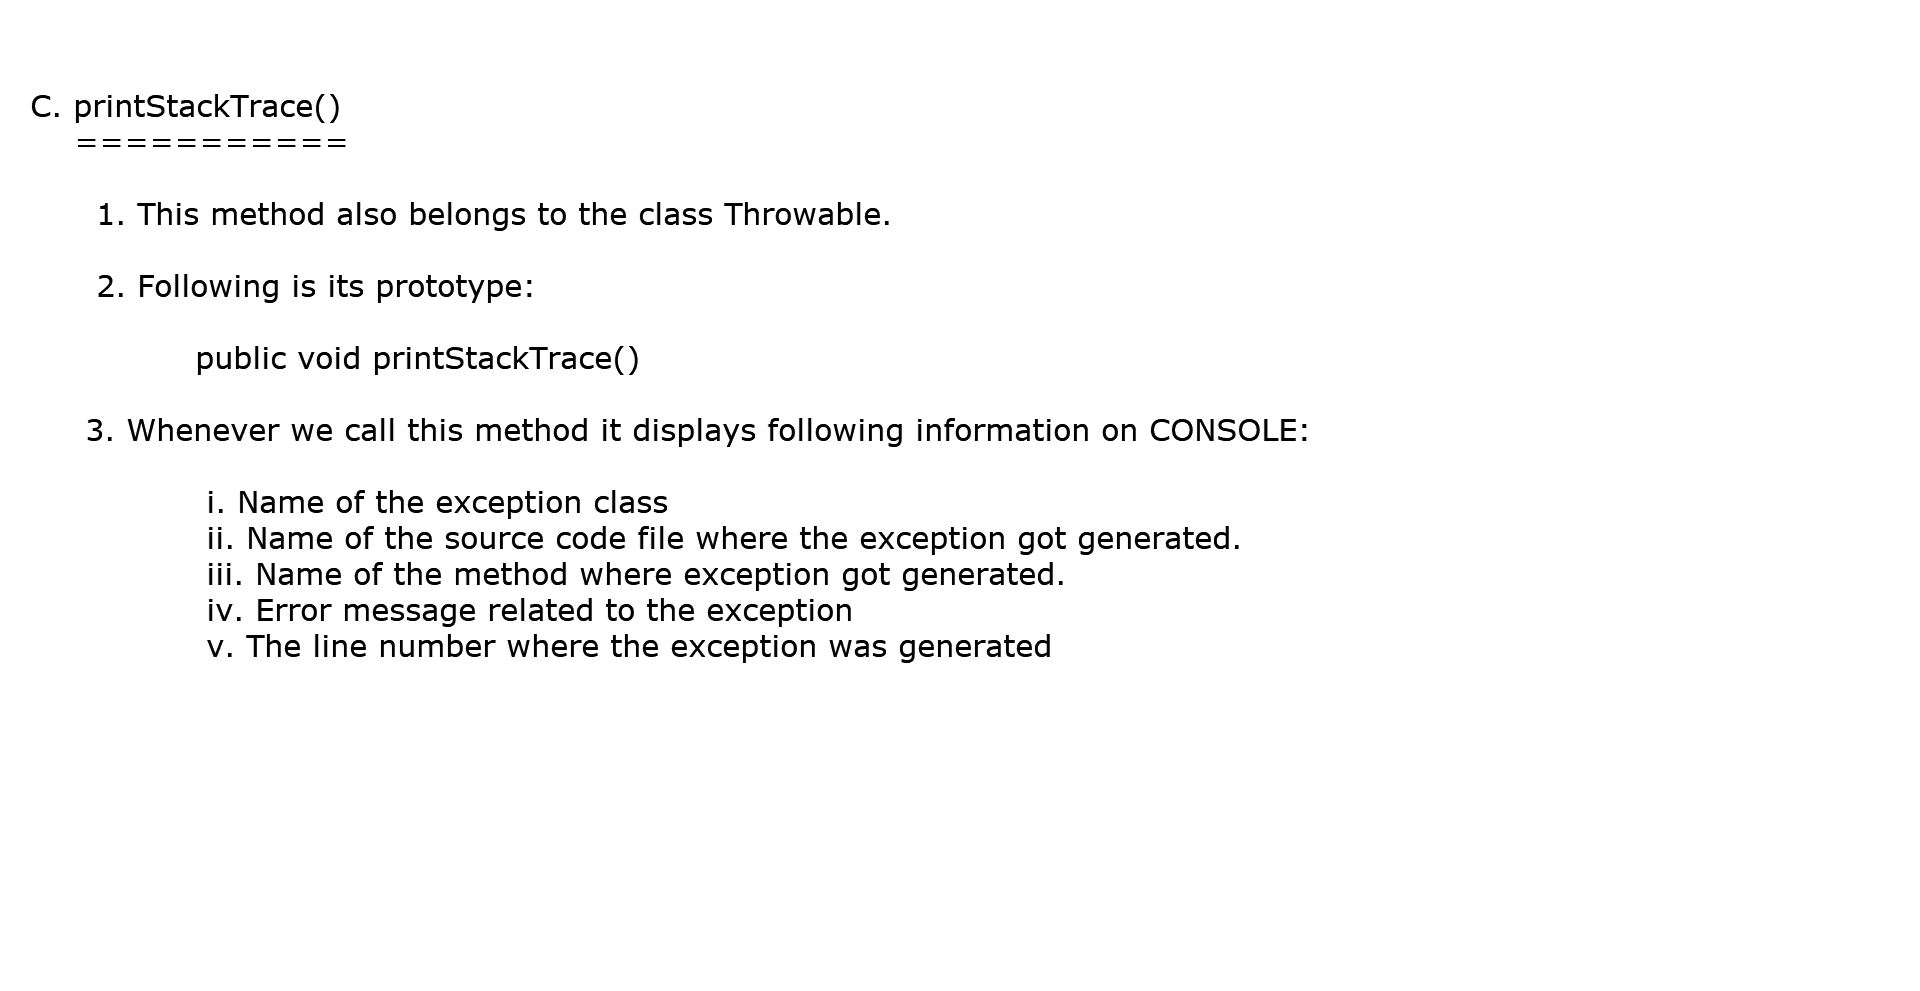 C. printStackTrace()
===========
1. This method also belongs to the class Throwable.
2. Following is its prototype:
public void printStackTrace()
3. Whenever we call this method it displays following information on CONSOLE:
i. Name of the exception class
ii. Name of the source code file where the exception got generated.
iii. Name of the method where exception got generated.
iv. Error message related to the exception
v. The line number where the exception was generated